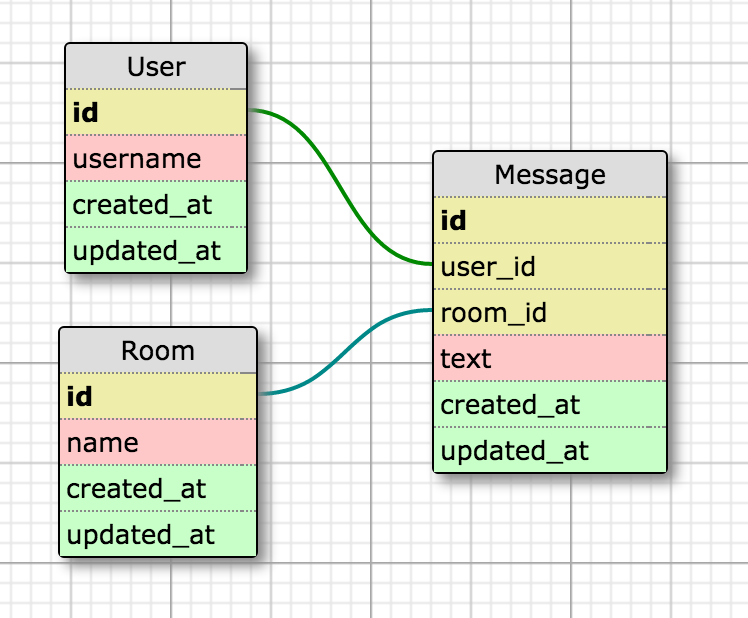 User
id
username
created_at
updated_at
Room
id
name
created_at
updated_at
Message
id
user_id
room_id
text
created_at
updated_at